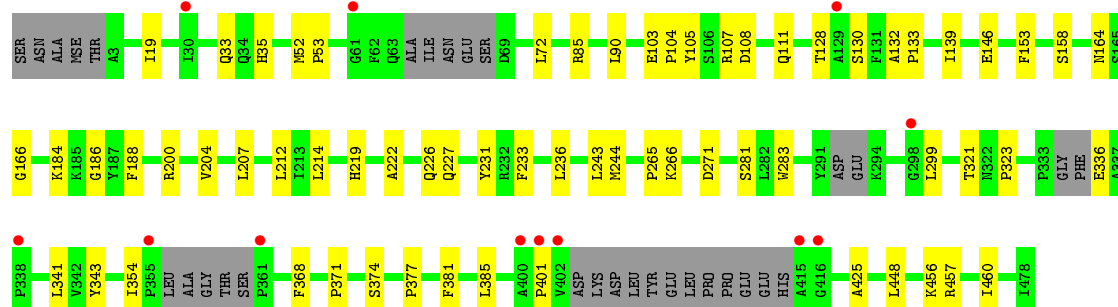 SER ASN ALA MSE THR A3 I19 I30 Q33 Q34 H35 M52 P53 G61 F62 Q63 ALA ILE ASN GLU SER D69 L72 R85 L90 E103 P104 Y105 S106 R107 D108 Q111 T128 A129 S130 F131 A132 P133 I139 E146 F153 S158 N164 S165
G166 K184 K185 G186 Y187 F188 R200 V204 L207 L212 I213 L214 H219 A222 Q226 Q227 Y231 R232 F233 L236 L243 M244 P265 K266 D271 S281 L282 W283 Y291 ASP GLU K294 G298 L299 T321 N322 P323 P333 GLY PHE E336 A337
P338 L341 V342 Y343 I354 P355 LEU ALA GLY THR SER P361 F368 P371 S374 P377 F381 L385 A400 P401 V402 ASP LYS ASP LEU TYR GLU LEU PRO PRO GLU GLU HIS A415 G416 A425 L448 K456 R457 I460 I478